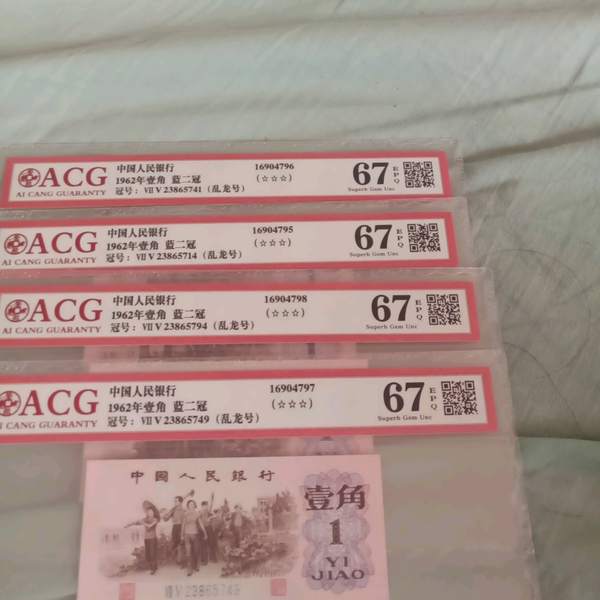 ACG
AI CANG GUARANTY
中国人民银行
1962年壹角 蓝二冠
冠号: VII V 23865741 (乱龙号)
16904796
(☆☆☆)
67
EPQ
Superb Gem Unc
ACG
AI CANG GUARANTY
中国人民银行
1962年壹角 蓝二冠
冠号: VII V 23865714 (乱龙号)
16904795
(☆☆☆)
67
EPQ
Superb Gem Unc
ACG
AI CANG GUARANTY
中国人民银行
1962年壹角 蓝二冠
冠号: VII V 23865794 (乱龙号)
16904798
(☆☆☆)
67
EPQ
Superb Gem Unc
ACG
AI CANG GUARANTY
中国人民银行
1962年壹角 蓝二冠
冠号: VII V 23865749 (乱龙号)
16904797
(☆☆☆)
67
EPQ
Superb Gem Unc
中國人民銀行
壹角
1
YI
JIAO
VII V 23865749